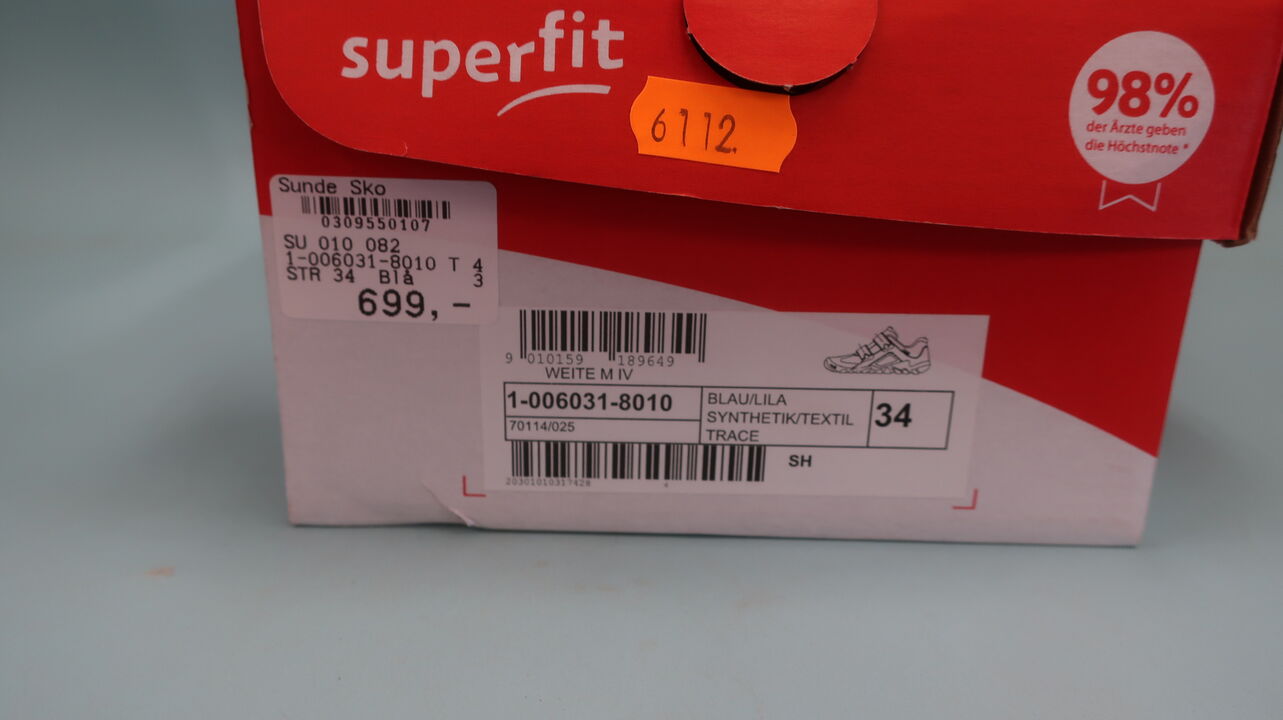 superfit
6112.
98%
der Ärzte geben
die Höchstnote *
Sunde Sko
0309550107
SU 010 082
1-006031-8010 T 4
STR 34 Blå 3
699,-
9 010159 189649
WEITE M IV
1-006031-8010
70114/025
BLAU/LILA
SYNTHETIK/TEXTIL
TRACE
34
SH
20301010317428 4